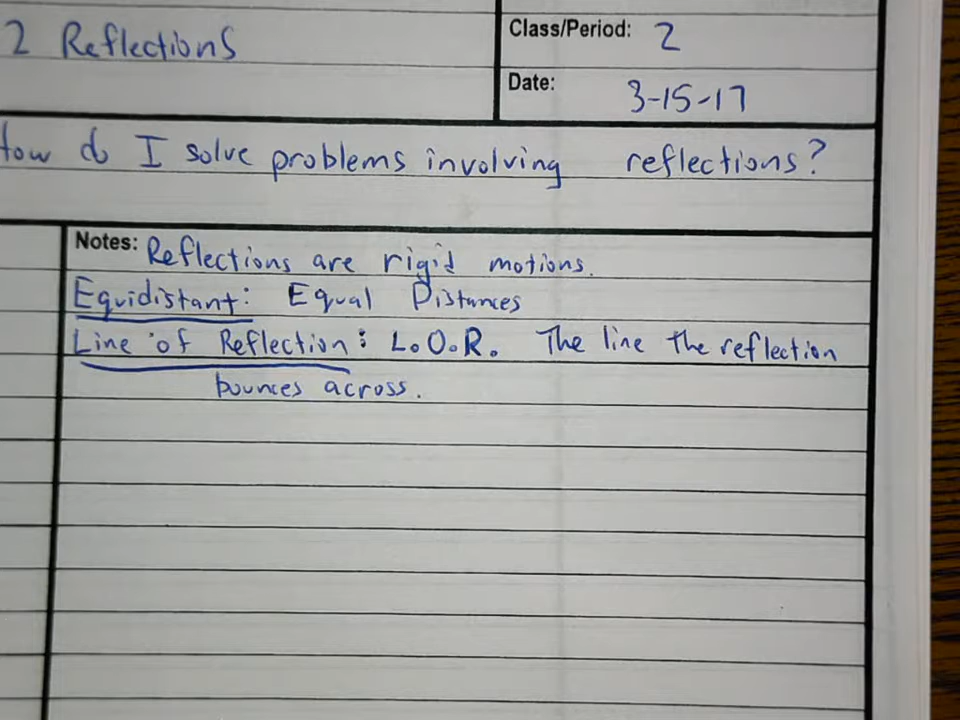 2 Reflections
Class/Period: 2
Date: 3-15-17
How do I solve problems involving reflections?
Notes: Reflections are rigid motions.
Equidistant: Equal Distances
Line of Reflection: L.O.R. The line the reflection
bounces across.